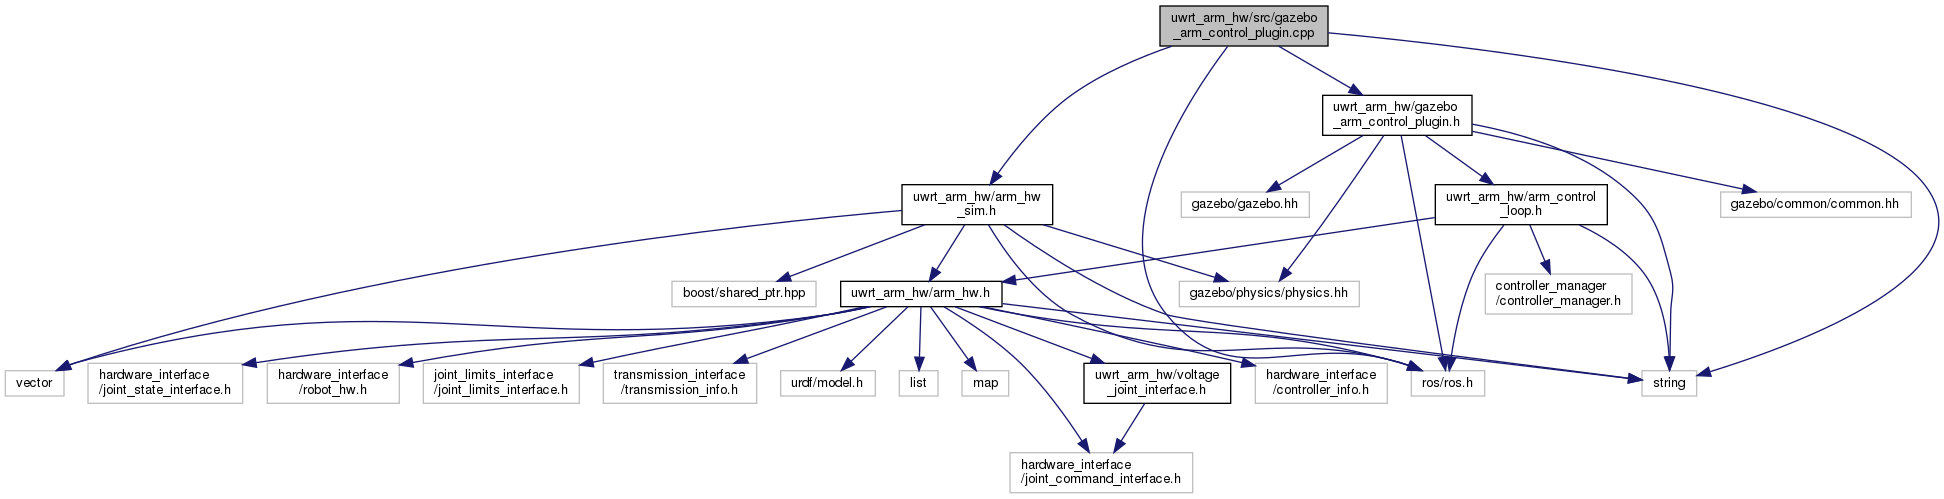 uwrt_arm_hw/src/gazebo
_arm_control_plugin.cpp
uwrt_arm_hw/gazebo
_arm_control_plugin.h
uwrt_arm_hw/arm_hw
_sim.h
gazebo/gazebo.hh
uwrt_arm_hw/arm_control
_loop.h
gazebo/common/common.hh
boost/shared_ptr.hpp
uwrt_arm_hw/arm_hw.h
gazebo/physics/physics.hh
controller_manager
/controller_manager.h
vector
hardware_interface
/joint_state_interface.h
hardware_interface
/robot_hw.h
joint_limits_interface
/joint_limits_interface.h
transmission_interface
/transmission_info.h
urdf/model.h
list
map
uwrt_arm_hw/voltage
_joint_interface.h
hardware_interface
/controller_info.h
ros/ros.h
string
hardware_interface
/joint_command_interface.h